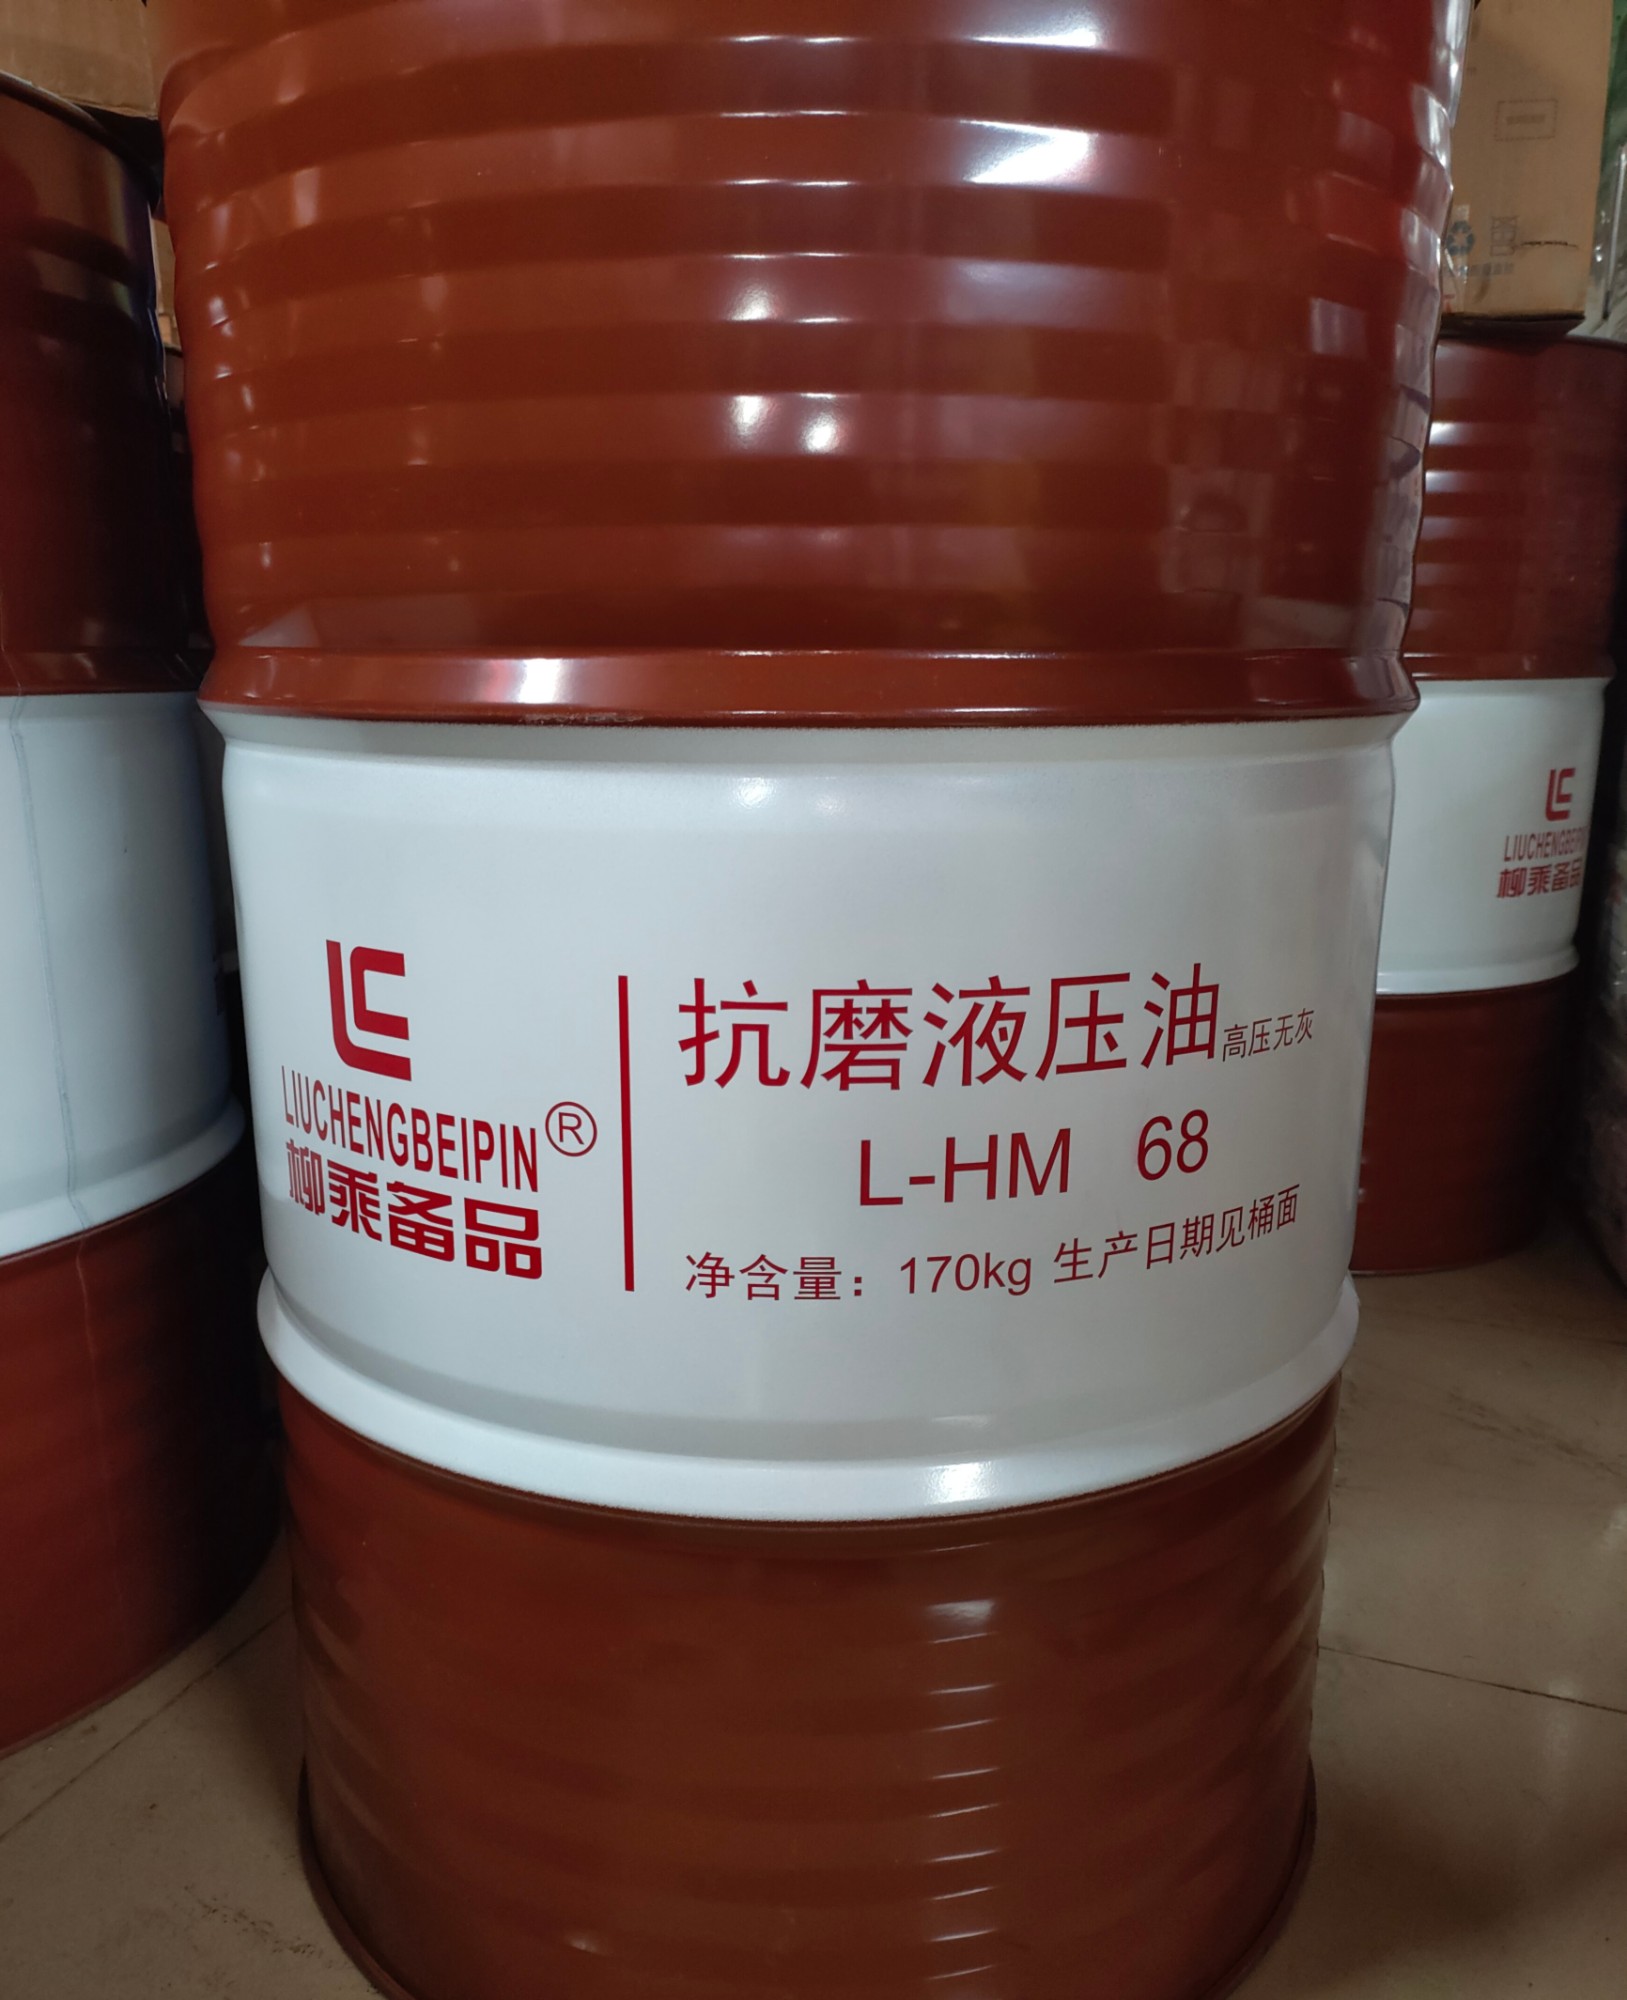 LC
LIUCHENGBEIPIN®
柳乘备品
抗磨液压油高压无灰
L-HM 68
净含量：170kg 生产日期见桶面
LC
LIUCHENGBEIPIN
柳乘备品